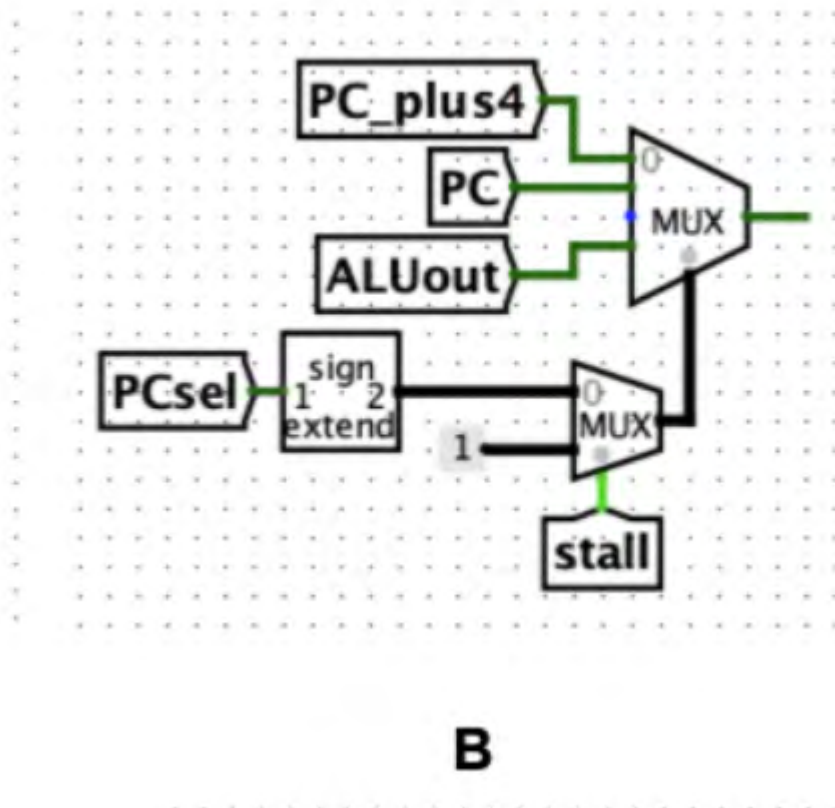 PC_plus4
0
PC
MUX
ALUout
PCsel
sign
1 2
extend
0
MUX
1
stall
B